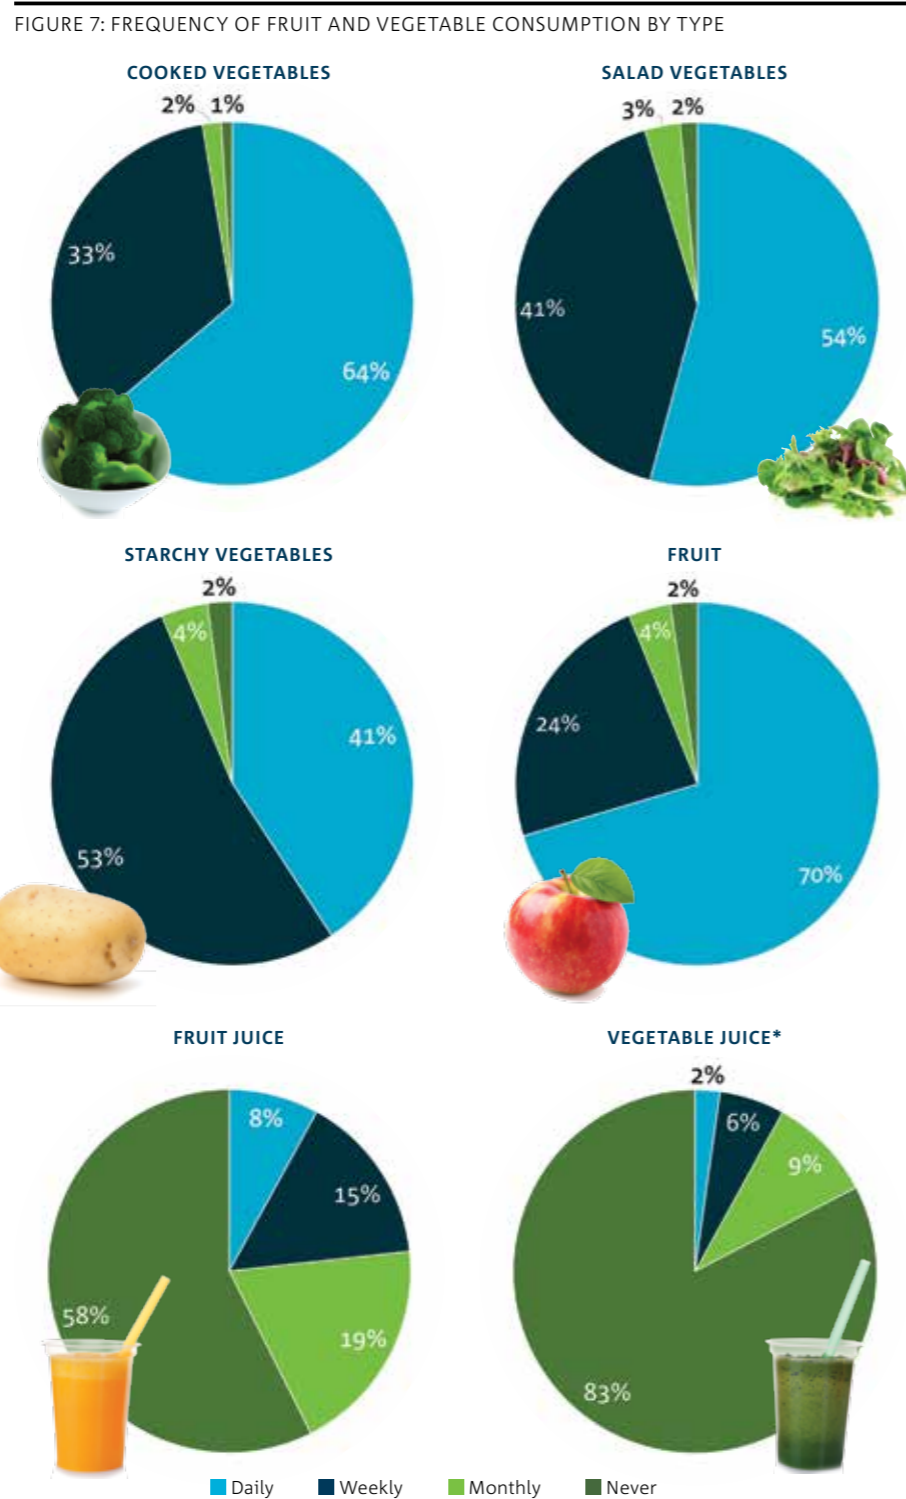 FIGURE 7: FREQUENCY OF FRUIT AND VEGETABLE CONSUMPTION BY TYPE
COOKED VEGETABLES
2% 1%
33%
64%
SALAD VEGETABLES
3% 2%
41%
54%
STARCHY VEGETABLES
2%
4%
41%
53%
FRUIT
2%
4%
24%
70%
FRUIT JUICE
8%
15%
58%
19%
VEGETABLE JUICE*
2%
6%
9%
83%
Daily Weekly Monthly Never